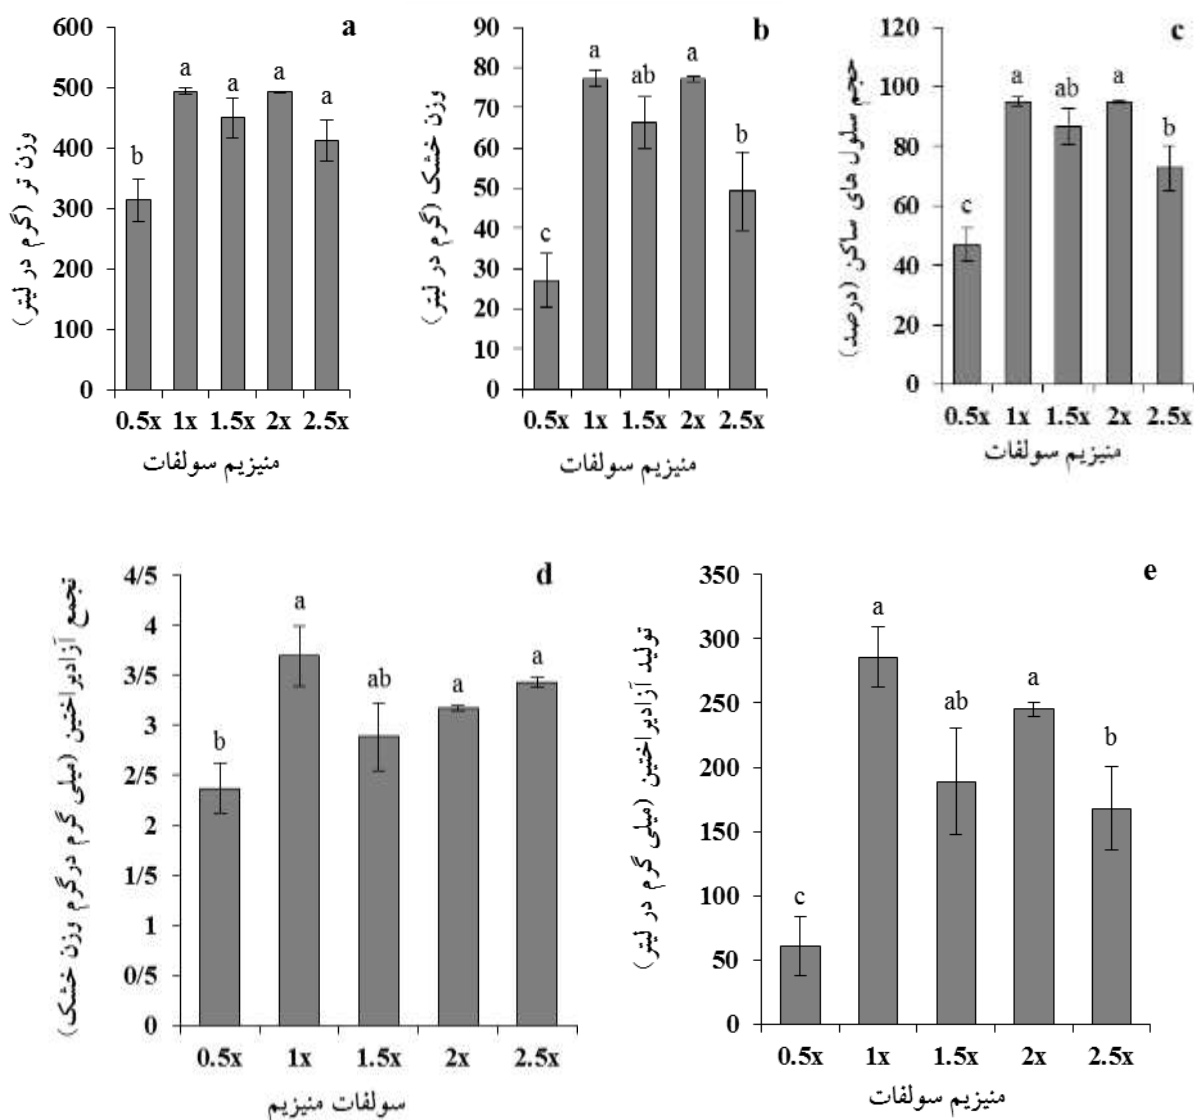 a
وزن تر (گرم در لیتر)
600
500
400
300
200
100
0
b
a
a
a
a
0.5x 1x 1.5x 2x 2.5x
منیزیم سولفات
b
وزن خشک (گرم در لیتر)
90
80
70
60
50
40
30
20
10
0
c
a
ab
a
b
0.5x 1x 1.5x 2x 2.5x
منیزیم سولفات
c
حجم سلول های ساکن (درصد)
120
100
80
60
40
20
0
c
a
ab
a
b
0.5x 1x 1.5x 2x 2.5x
منیزیم سولفات
d
تجمع آزادیراختین (میلی گرم درگرم وزن خشک)
4/5
4
3/5
3
2/5
2
1/5
1
0/5
0
b
a
ab
a
a
0.5x 1x 1.5x 2x 2.5x
سولفات منیزیم
e
تولید آزادیراختین (میلی گرم در لیتر)
350
300
250
200
150
100
50
0
c
a
ab
a
b
0.5x 1x 1.5x 2x 2.5x
منیزیم سولفات